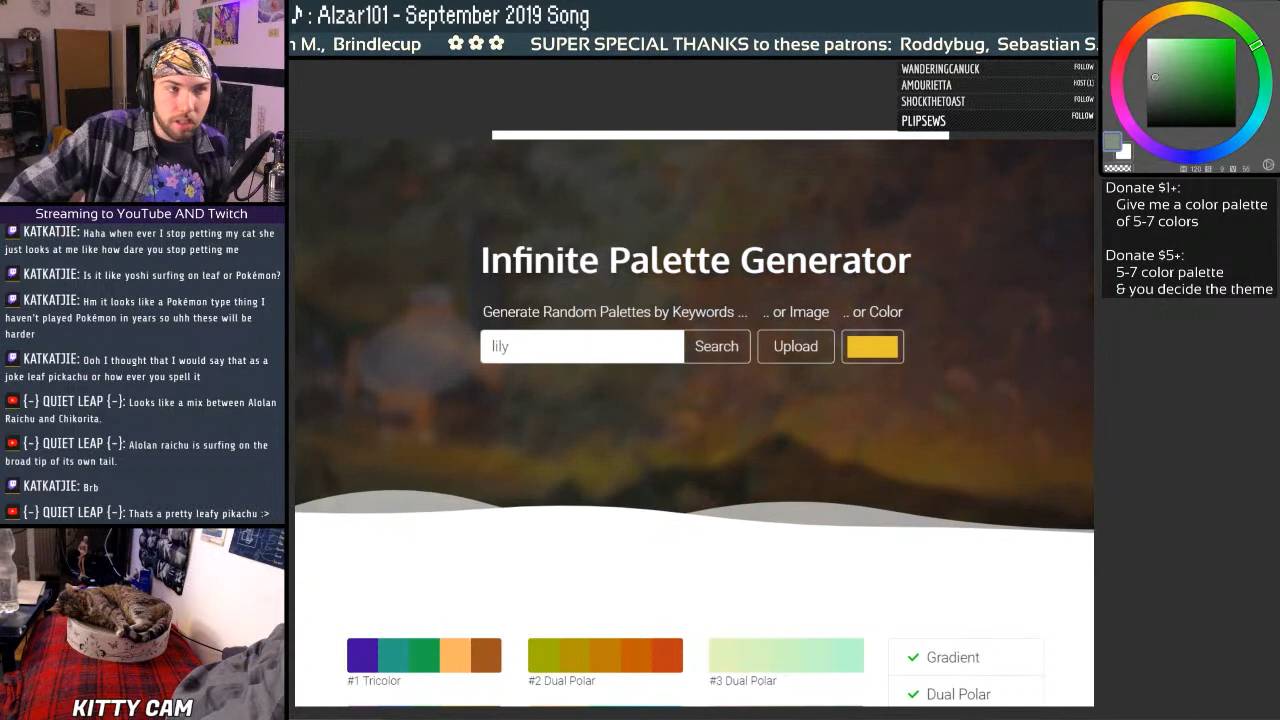 ♪ : Alzar101 - September 2019 Song
n M., Brindlecup ✿ ✿ ✿ SUPER SPECIAL THANKS to these patrons: Roddybug, Sebastian S.
WANDERINGCANUCK FOLLOW
AMOURIETTA HOST (1)
SHOCKTHETOAST FOLLOW
PLIPSEWS FOLLOW
Streaming to YouTube AND Twitch
KATKATJIE: Haha when ever I stop petting my cat she
just looks at me like how dare you stop petting me
KATKATJIE: Is it like yoshi surfing on leaf or Pokémon?
KATKATJIE: Hm it looks like a Pokémon type thing I
haven't played Pokémon in years so uhh these will be
harder
KATKATJIE: Ooh I thought that I would say that as a
joke leaf pickachu or how ever you spell it
{-} QUIET LEAP {-}: Looks like a mix between Alolan
Raichu and Chikorita.
{-} QUIET LEAP {-}: Alolan raichu is surfing on the
broad tip of its own tail.
KATKATJIE: Brb
{-} QUIET LEAP {-}: Thats a pretty leafy pikachu :>
KITTY CAM
Infinite Palette Generator
Generate Random Palettes by Keywords ... .. or Image .. or Color
lily Search Upload
#1 Tricolor
#2 Dual Polar
#3 Dual Polar
Gradient
Dual Polar
Donate $1+:
Give me a color palette
of 5-7 colors
Donate $5+:
5-7 color palette
& you decide the theme